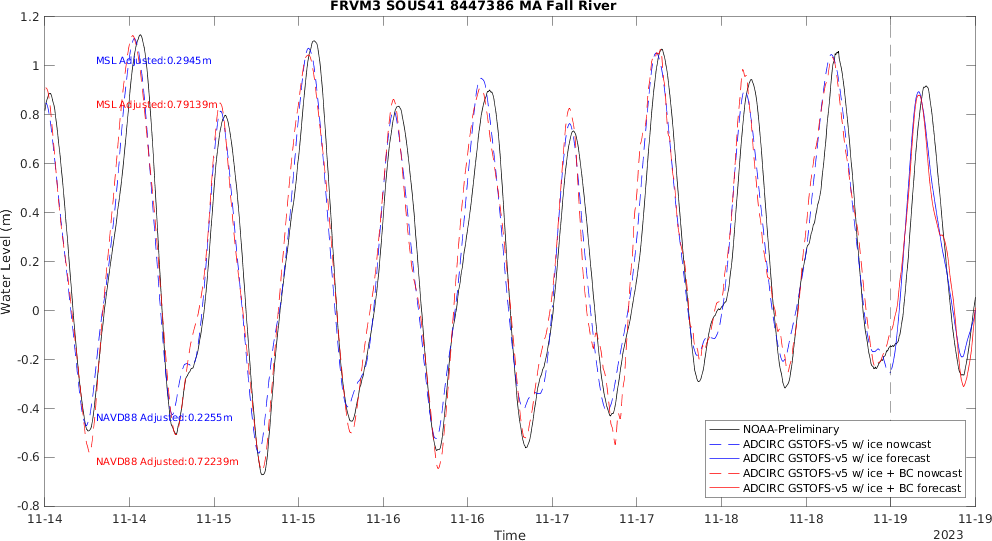 FRVM3 SOUS41 8447386 MA Fall River
1.2
1
0.8
0.6
0.4
0.2
0
-0.2
-0.4
-0.6
-0.8
Water Level (m)
MSL Adjusted:0.2945m
MSL Adjusted:0.79139m
NAVD88 Adjusted:0.2255m
NAVD88 Adjusted:0.72239m
NOAA-Preliminary
ADCIRC GSTOFS-v5 w/ ice nowcast
ADCIRC GSTOFS-v5 w/ ice forecast
ADCIRC GSTOFS-v5 w/ ice + BC nowcast
ADCIRC GSTOFS-v5 w/ ice + BC forecast
11-14 11-14 11-15 11-15 11-16 11-16 11-17 11-17 11-18 11-18 11-19 11-19
Time
2023